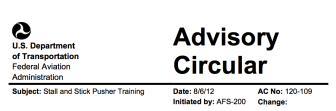 U.S. Department
of Transportation
Federal Aviation
Administration
Advisory
Circular
Subject: Stall and Stick Pusher Training
Date: 8/6/12
Initiated by: AFS-200
AC No: 120-109
Change: